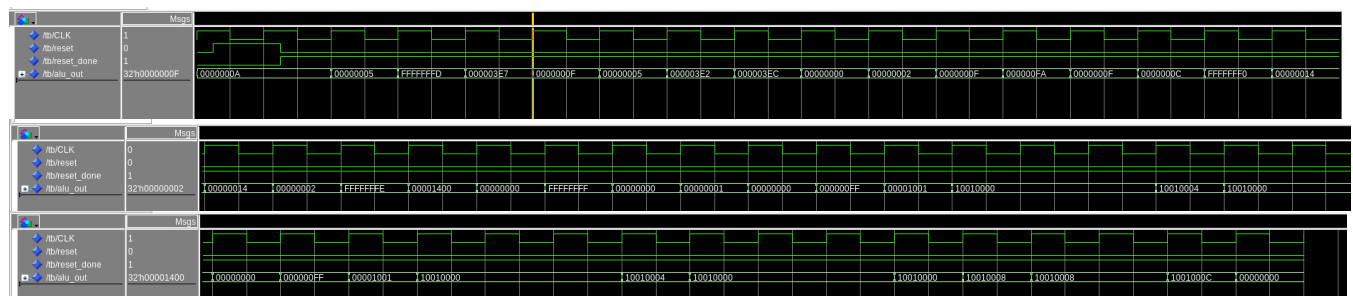 Msgs
/tb/CLK 1
/tb/reset 0
/tb/reset_done 1
/tb/alu_out 32'h0000000F 0000000A 00000005 FFFFFFFD 000003E7 0000000F 00000005 000003E2 000003EC 00000000 00000002 0000000F 000000FA 0000000F 0000000C FFFFFFF0 00000014
Msgs
/tb/CLK 0
/tb/reset 0
/tb/reset_done 1
/tb/alu_out 32'h00000002 00000014 00000002 FFFFFFFE 00001400 00000000 FFFFFFFF 00000000 00000001 00000000 000000FF 00001001 10010000 10010004 10010000
Msgs
/tb/CLK 1
/tb/reset 0
/tb/reset_done 1
/tb/alu_out 32'h00001400 00000000 000000FF 00001001 10010000 10010004 10010000 10010000 10010008 10010008 1001000C 00000000